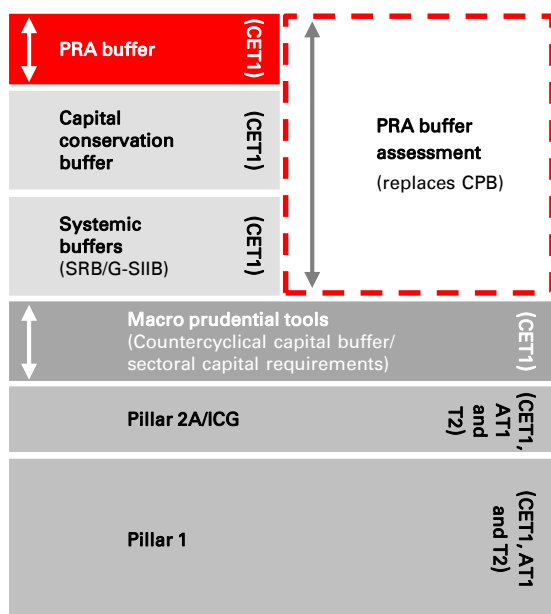 PRA buffer
(CET1)
Capital
conservation
buffer
(CET1)
Systemic
buffers
(SRB/G-SIIB)
(CET1)
PRA buffer
assessment
(replaces CPB)
Macro prudential tools
(Countercyclical capital buffer/
sectoral capital requirements)
(CET1)
Pillar 2A/ICG
(CET1,
AT1
and
T2)
Pillar 1
(CET1, AT1
and T2)